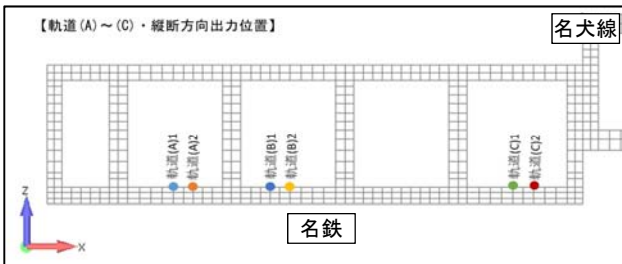 【軌道(A)～(C)・縦断方向出力位置】
名犬線
軌道(A)1
軌道(A)2
軌道(B)1
軌道(B)2
軌道(C)1
軌道(C)2
Z
X
名鉄